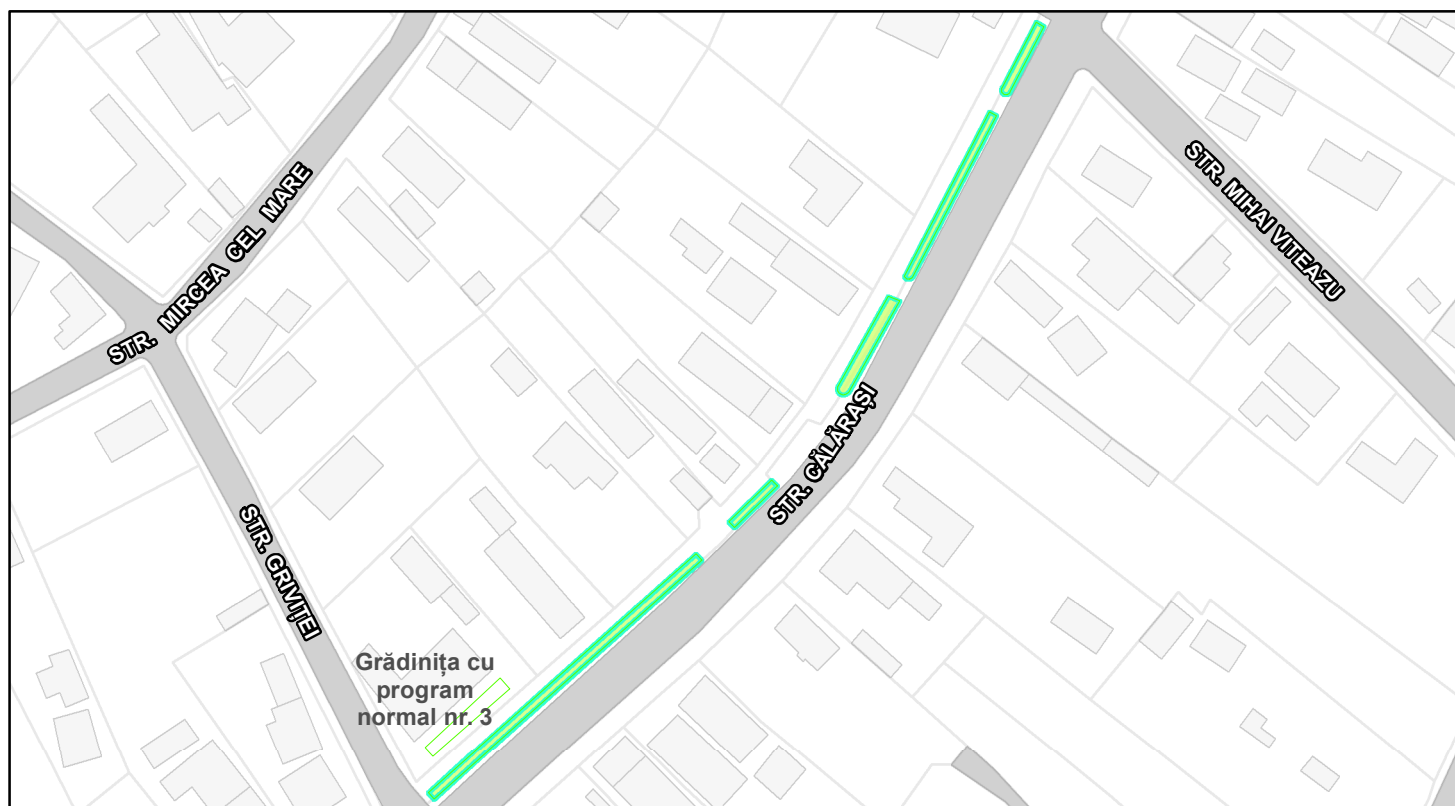 STR. MIRCEA CEL MARE
STR. MIHAI VITEAZU
STR. CĂLĂRAȘI
STR. GRIVIȚEI
Grădinița cu
program
normal nr. 3